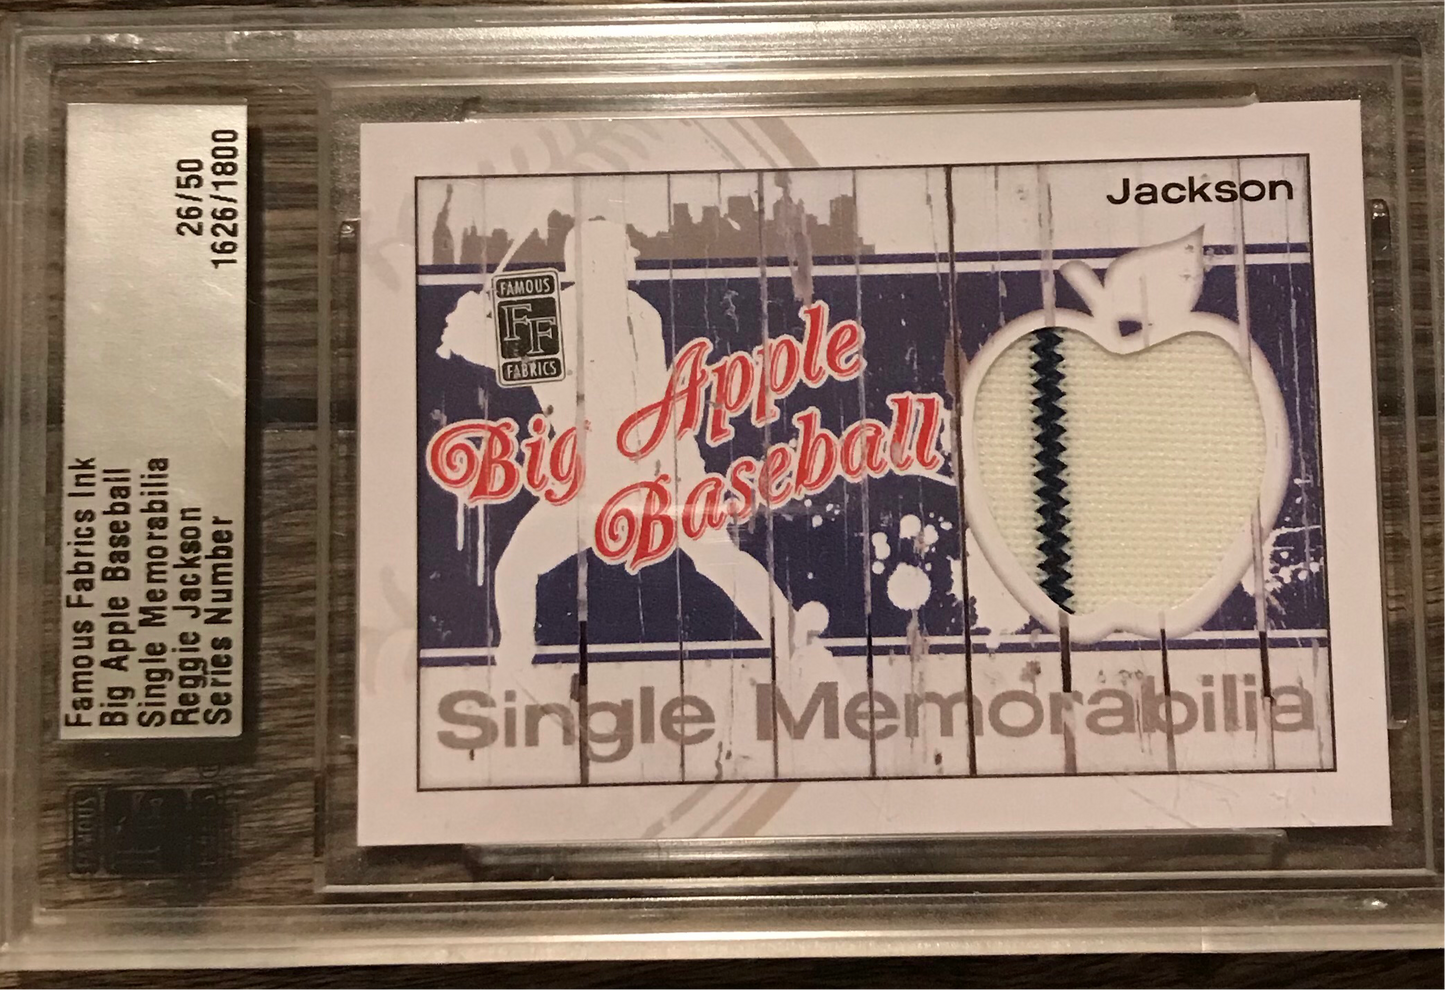 Famous Fabrics Ink
Big Apple Baseball
Single Memorabilia
Reggie Jackson 26/50
Series Number 1626/1800
Jackson
FAMOUS
FF
FABRICS
Big Apple
Baseball
Single Memorabilia